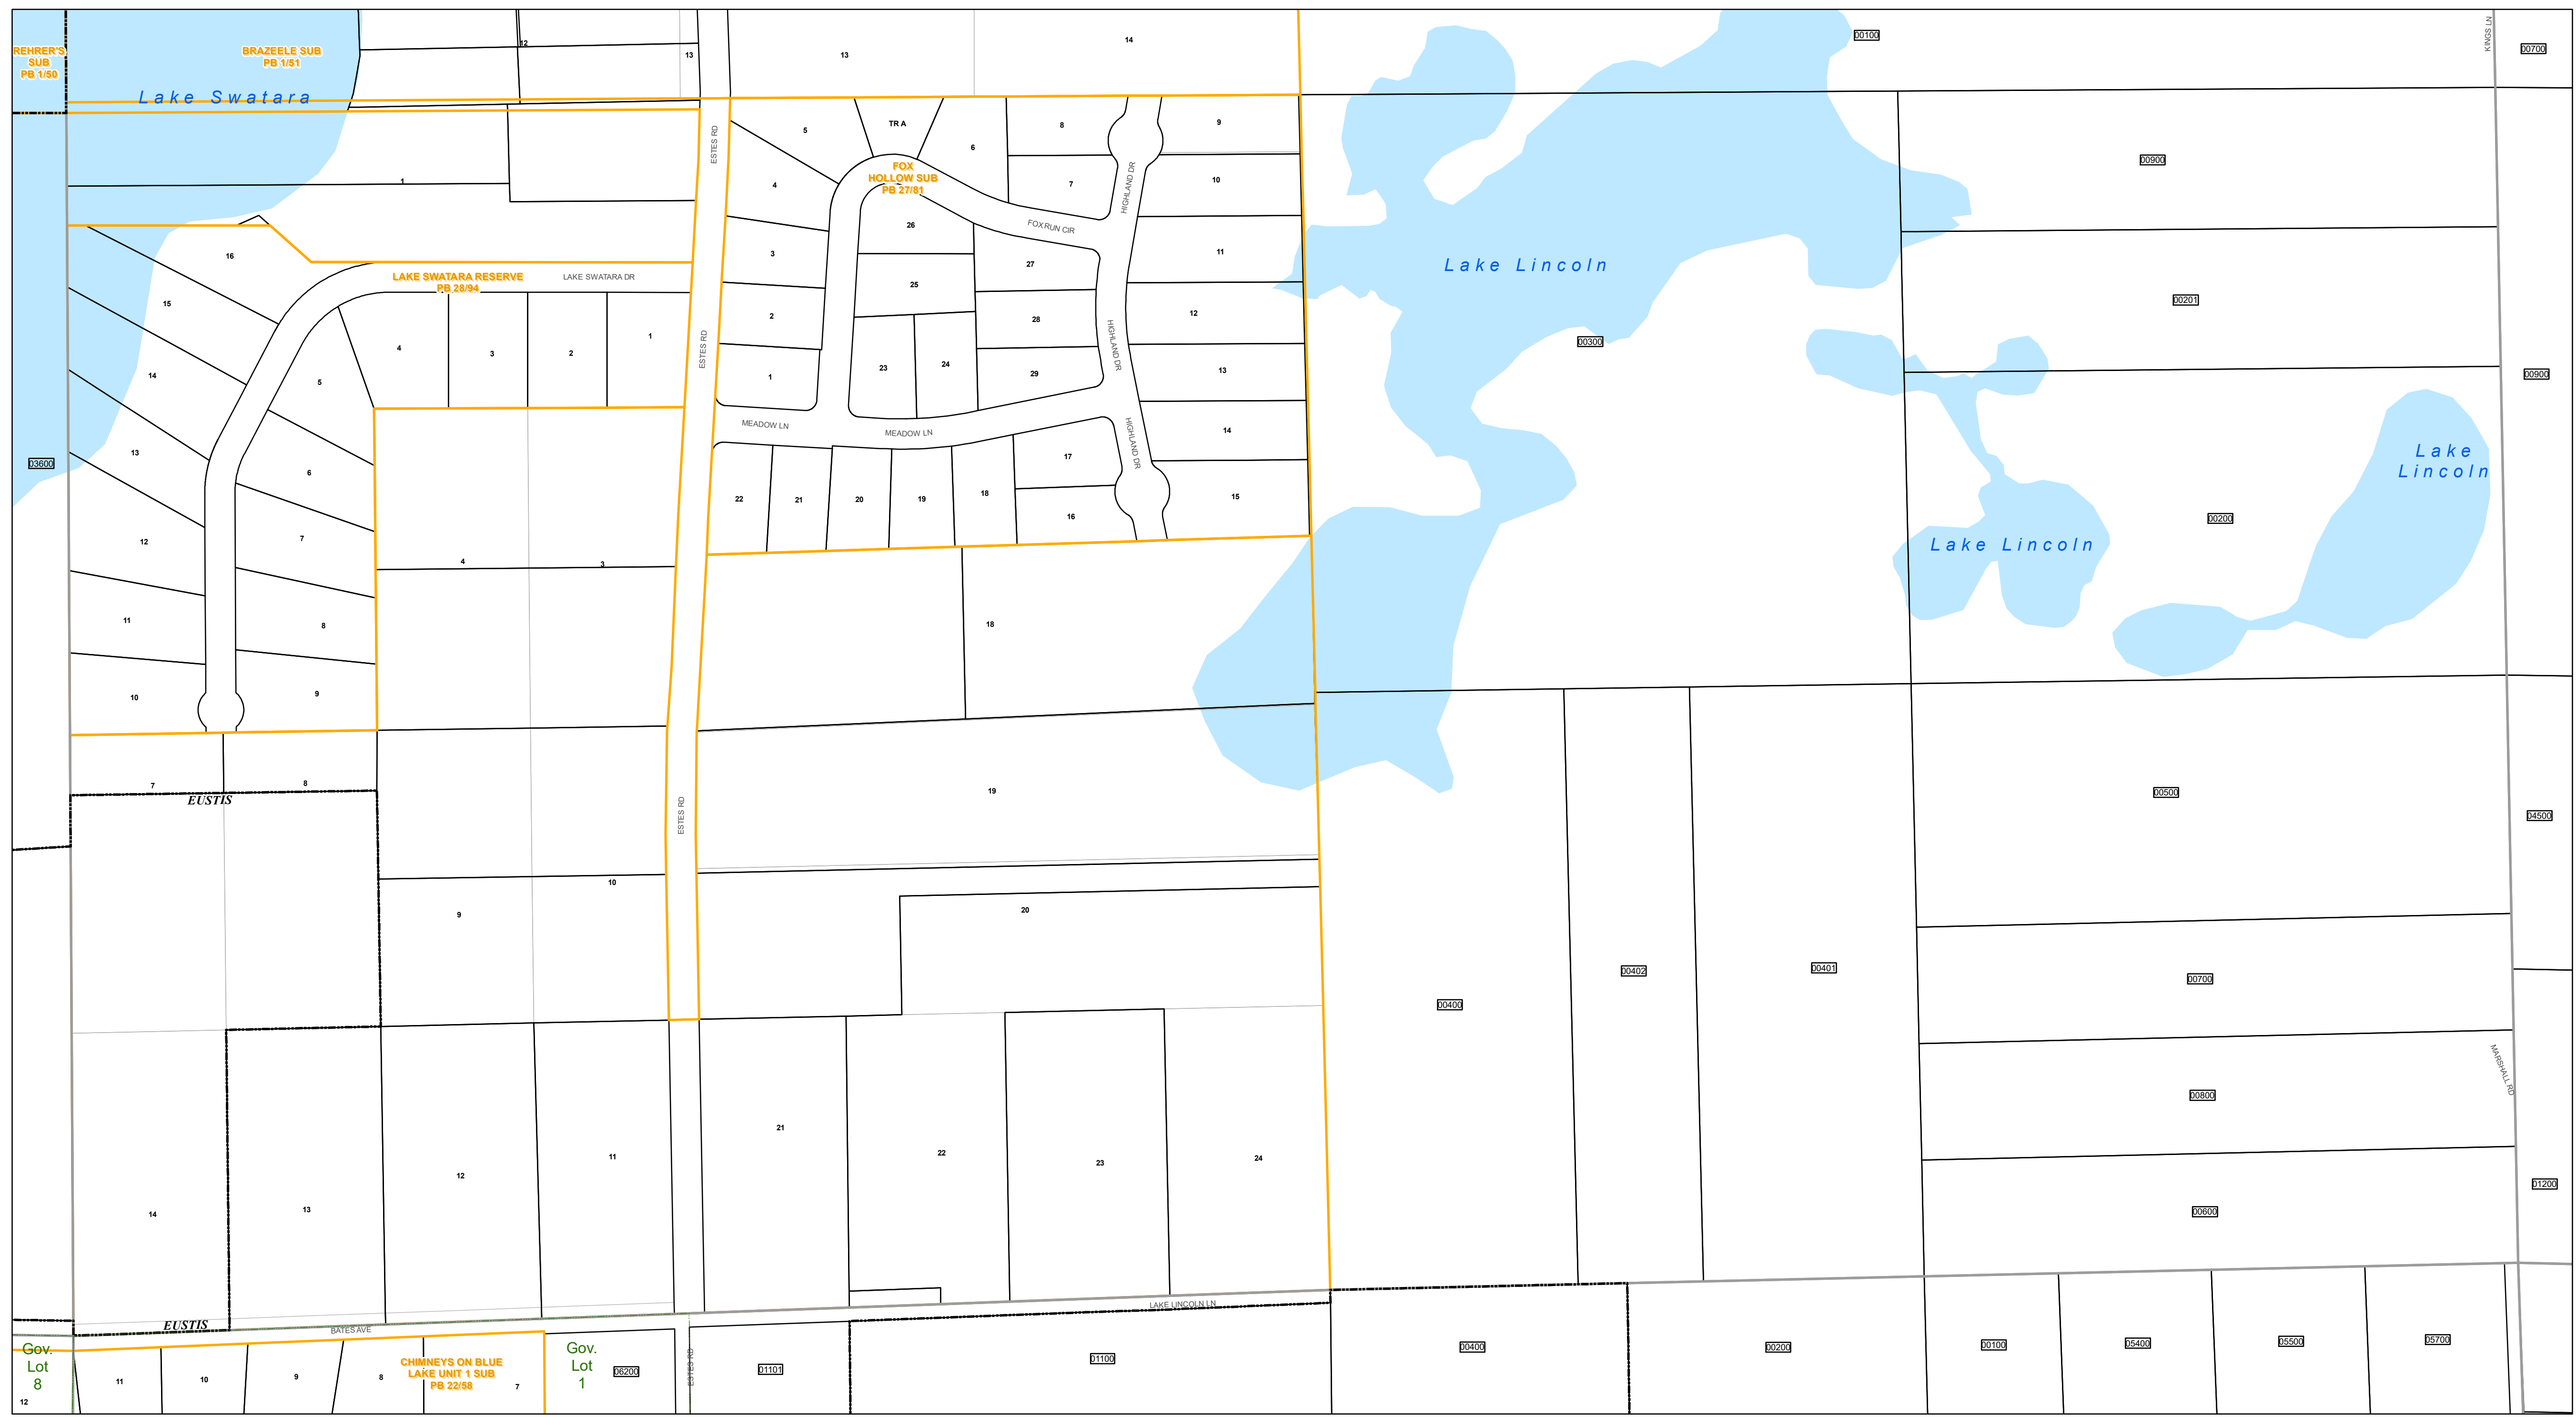 REHRER'S
SUB
PB 1/50
BRAZEELE SUB
PB 1/51
Lake Swatara
12
13
13
14
00100
KINGS LN
00700
ESTES RD
5
TR A
6
8
9
FOX
HOLLOW SUB
PB 27/81
HIGHLAND DR
7
10
4
1
00900
26
FOX RUN CIR
3
27
11
16
LAKE SWATARA RESERVE
PB 28/94
LAKE SWATARA DR
25
Lake Lincoln
00201
15
2
28
12
HIGHLAND DR
4
3
2
1
ESTES RD
00300
14
5
1
23
24
29
13
00900
MEADOW LN
MEADOW LN
HIGHLAND DR
14
13
03600
6
17
Lake
Lincoln
22
21
20
19
18
16
15
12
7
00200
Lake Lincoln
4
3
11
8
18
10
9
7
8
EUSTIS
ESTES RD
19
00500
04500
9
10
20
00400
00402
00401
00700
MARSHALL RD
00800
21
22
23
24
11
12
13
14
01200
00600
EUSTIS
BATES AVE
LAKE LINCOLN LN
Gov.
Lot
8
12
11
10
9
8
CHIMNEYS ON BLUE
LAKE UNIT 1 SUB
PB 22/58
7
Gov.
Lot
1
06200
ESTES RD
01101
01100
00400
00200
00100
05400
05500
05700